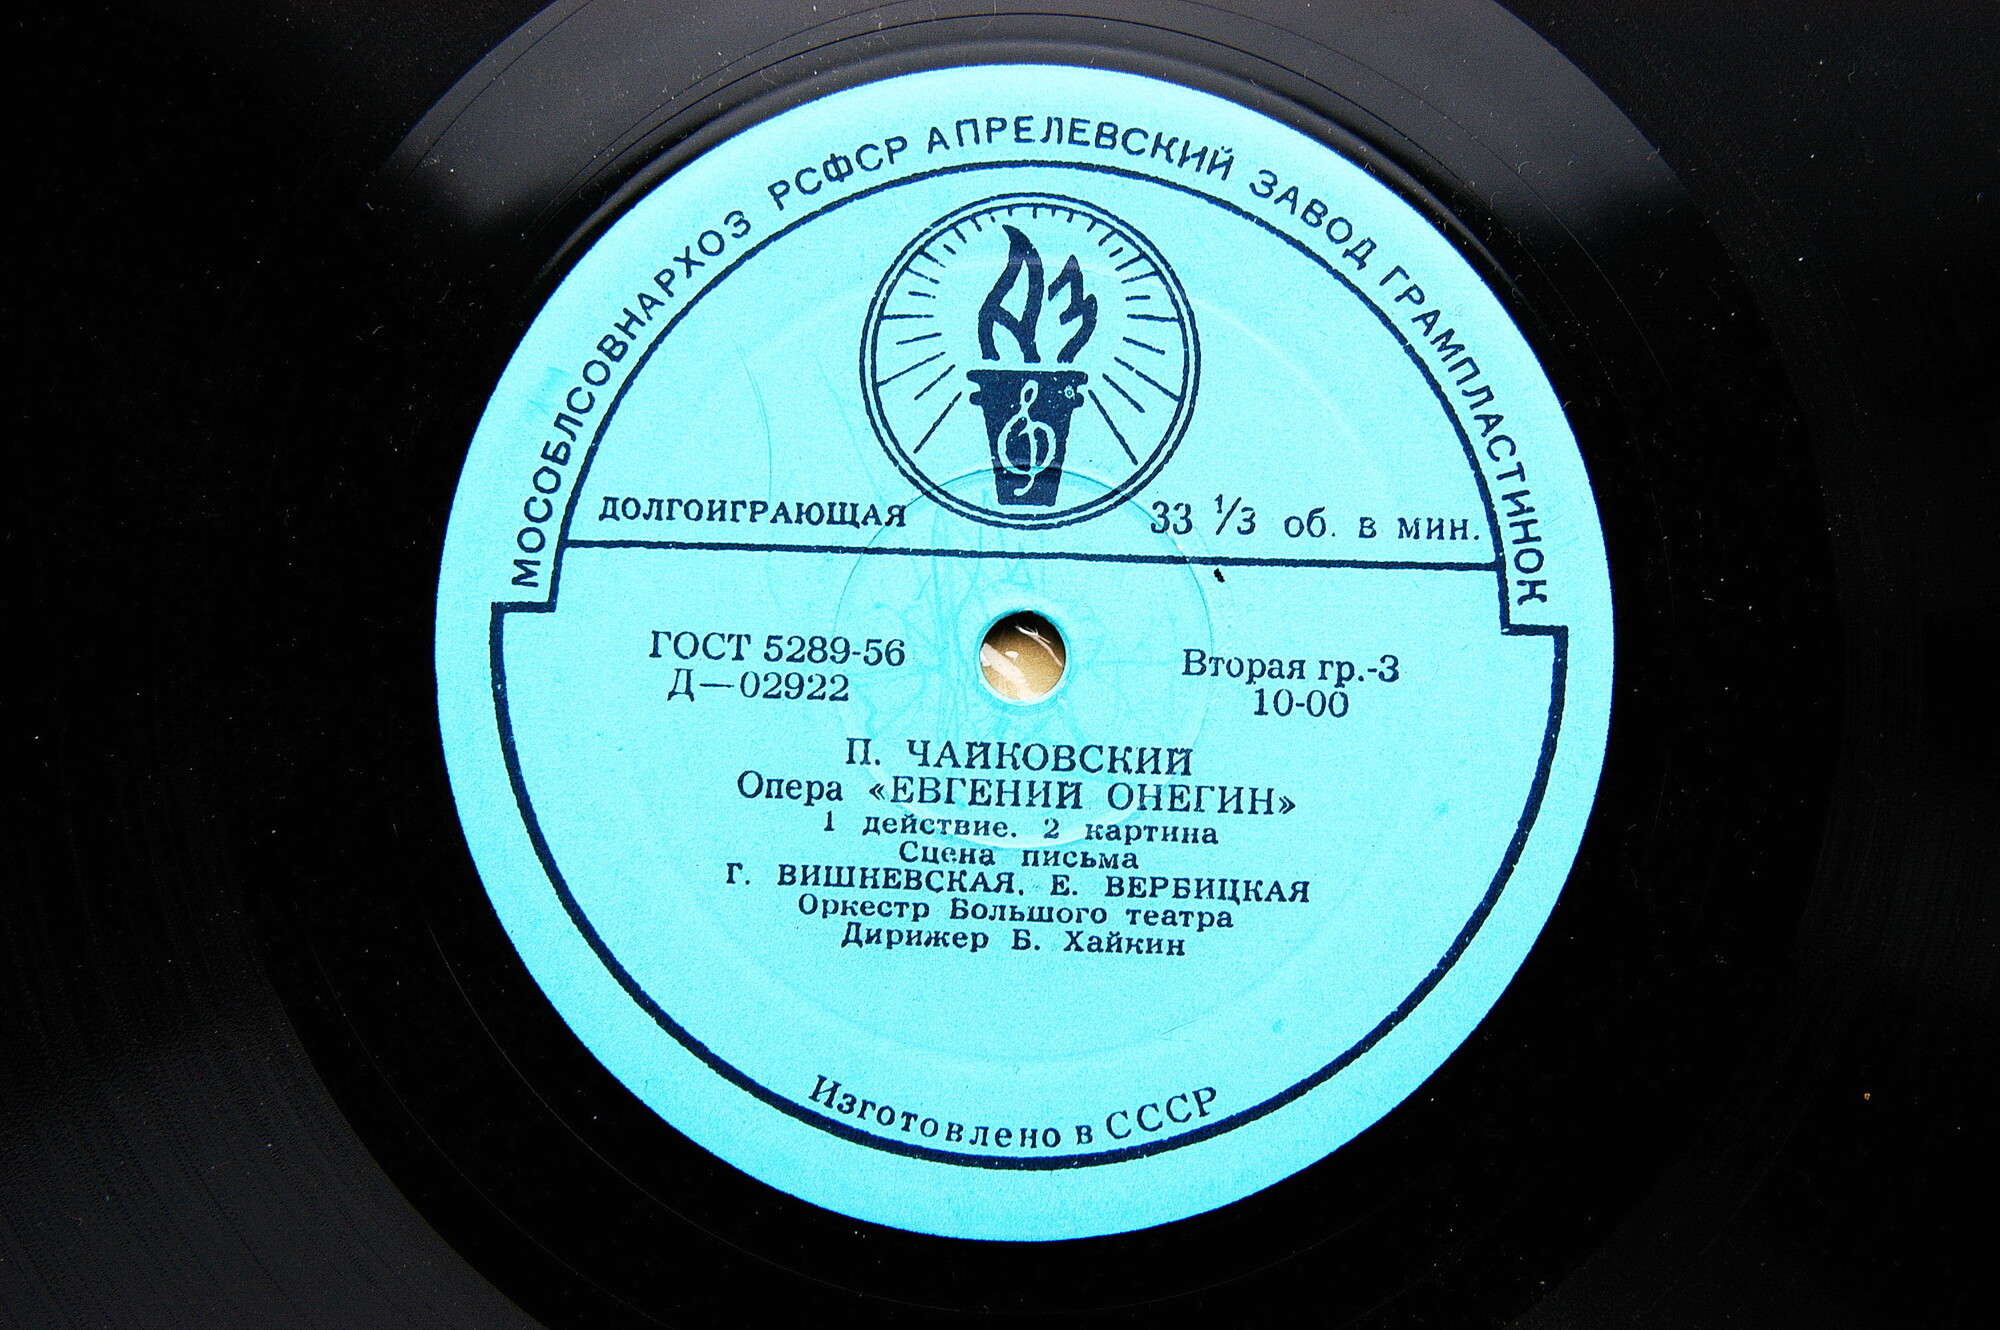 МОСОБЛСОВНАРХОЗ РСФСР АПРЕЛЕВСКИЙ ЗАВОД ГРАМПЛАСТИНОК
АЗ
ДОЛГОИГРАЮЩАЯ
33 1/3 об. в мин.
ГОСТ 5289-56
Д—02922
Вторая гр.-3
10-00
П. ЧАЙКОВСКИЙ
Опера «ЕВГЕНИЙ ОНЕГИН»
1 действие. 2 картина
Сцена письма
Г. ВИШНЕВСКАЯ. Е. ВЕРБИЦКАЯ
Оркестр Большого театра
Дирижер Б. Хайкин
Изготовлено в СССР